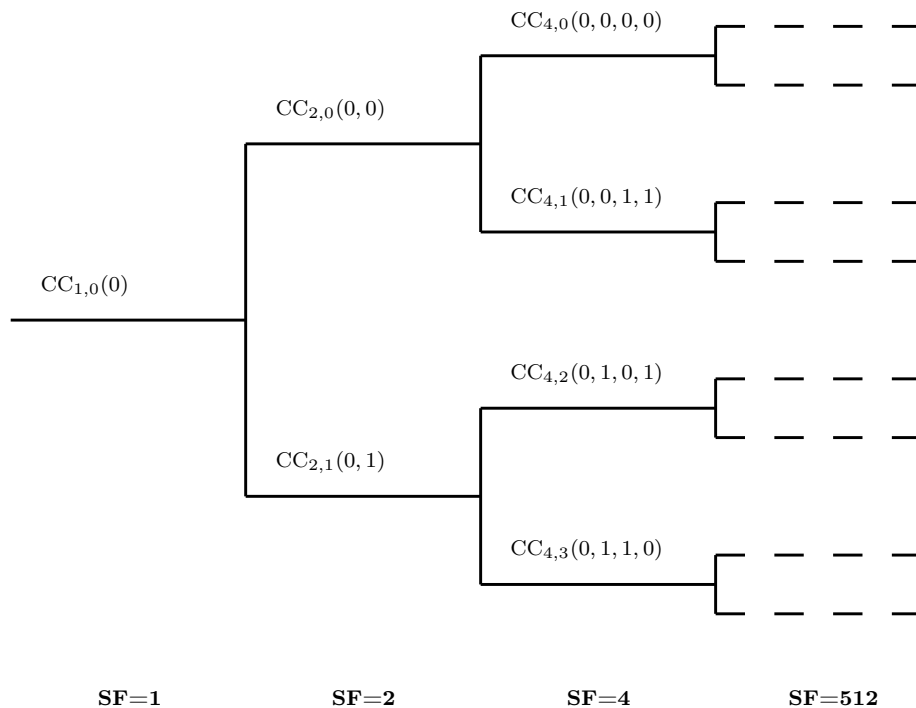 CC4,0(0, 0, 0, 0)
CC2,0(0, 0)
CC4,1(0, 0, 1, 1)
CC1,0(0)
CC4,2(0, 1, 0, 1)
CC2,1(0, 1)
CC4,3(0, 1, 1, 0)
SF=1 SF=2 SF=4 SF=512